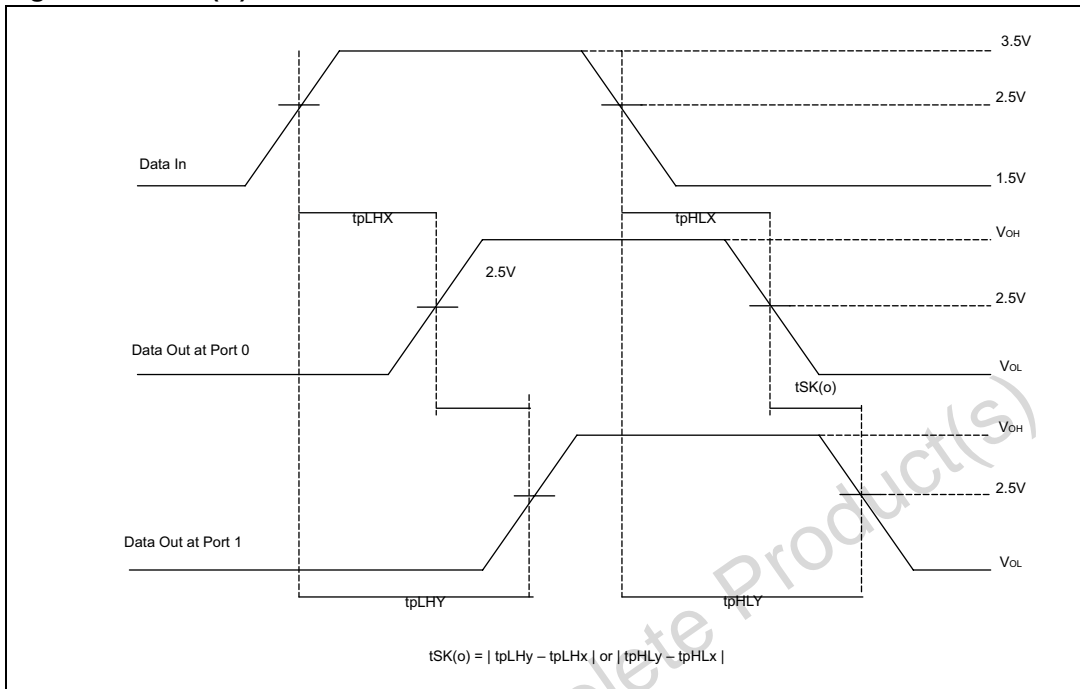 3.5V
2.5V
Data In
1.5V
tpLHX
tpHLX
VOH
2.5V
2.5V
Data Out at Port 0
VOL
tSK(o)
VOH
2.5V
Data Out at Port 1
VOL
tpLHY
tpHLY
tSK(o) = | tpLHy – tpLHx | or | tpHLy – tpHLx |
lete Product(s)